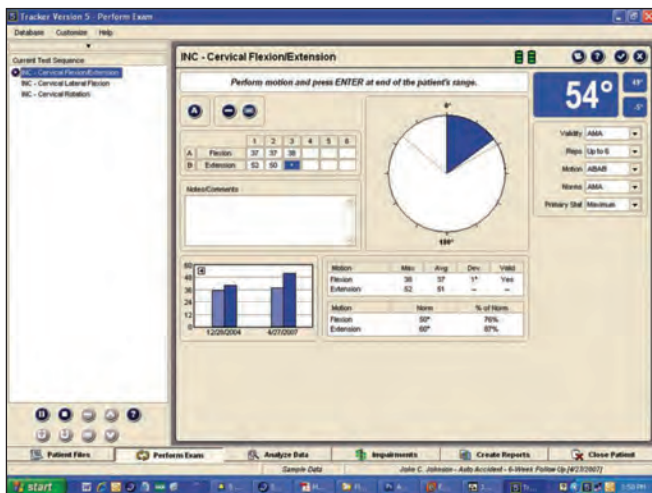 Tracker Version 5 - Perform Exam
Database Customize Help
Current Test Sequence
INC - Cervical Flexion/Extension
INC - Cervical Lateral Flexion
INC - Cervical Rotation
INC - Cervical Flexion/Extension
Perform motion and press ENTER at end of the patient's range.
54°
49°
-5°
A
0°
180°
1 2 3 4 5 6
A Flexion 37 37 38
B Extension 52 50 *
Notes/Comments
Validity AMA
Reps Up to 6
Motion ABAB
Norms AMA
Primary Stat Maximum
60
48
36
24
12
0
12/28/2004 4/27/2007
Motion Max Avg Dev Valid
Flexion 38 37 1* Yes
Extension 52 51 -- --
Motion Norm % of Norm
Flexion 50° 76%
Extension 60° 87%
Patient Files Perform Exam Analyze Data Impairments Create Reports Close Patient
Sample Data John C. Johnson - Auto Accident - 6-Week Follow Up [4/27/2007]
start 3:50 PM